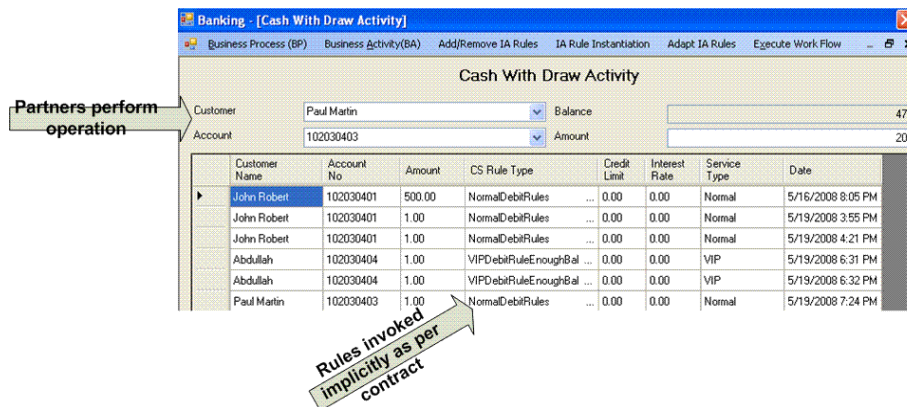 Banking - [Cash With Draw Activity]
Business Process (BP) Business Activity(BA) Add/Remove IA Rules IA Rule Instantiation Adapt IA Rules Execute Work Flow
Cash With Draw Activity
Partners perform
operation
Customer Paul Martin Balance 47
Account 102030403 Amount 20
Customer Name Account No Amount CS Rule Type Credit Limit Interest Rate Service Type Date
John Robert 102030401 500.00 NormalDebitRules ... 0.00 0.00 Normal 5/16/2008 8:05 PM
John Robert 102030401 1.00 NormalDebitRules ... 0.00 0.00 Normal 5/19/2008 3:55 PM
John Robert 102030401 1.00 NormalDebitRules ... 0.00 0.00 Normal 5/19/2008 4:21 PM
Abdullah 102030404 1.00 VIPDebitRuleEnoughBal ... 0.00 0.00 VIP 5/19/2008 6:31 PM
Abdullah 102030404 1.00 VIPDebitRuleEnoughBal ... 0.00 0.00 VIP 5/19/2008 6:32 PM
Paul Martin 102030403 1.00 NormalDebitRules ... 0.00 0.00 Normal 5/19/2008 7:24 PM
Rules invoked
implicitly as per
contract